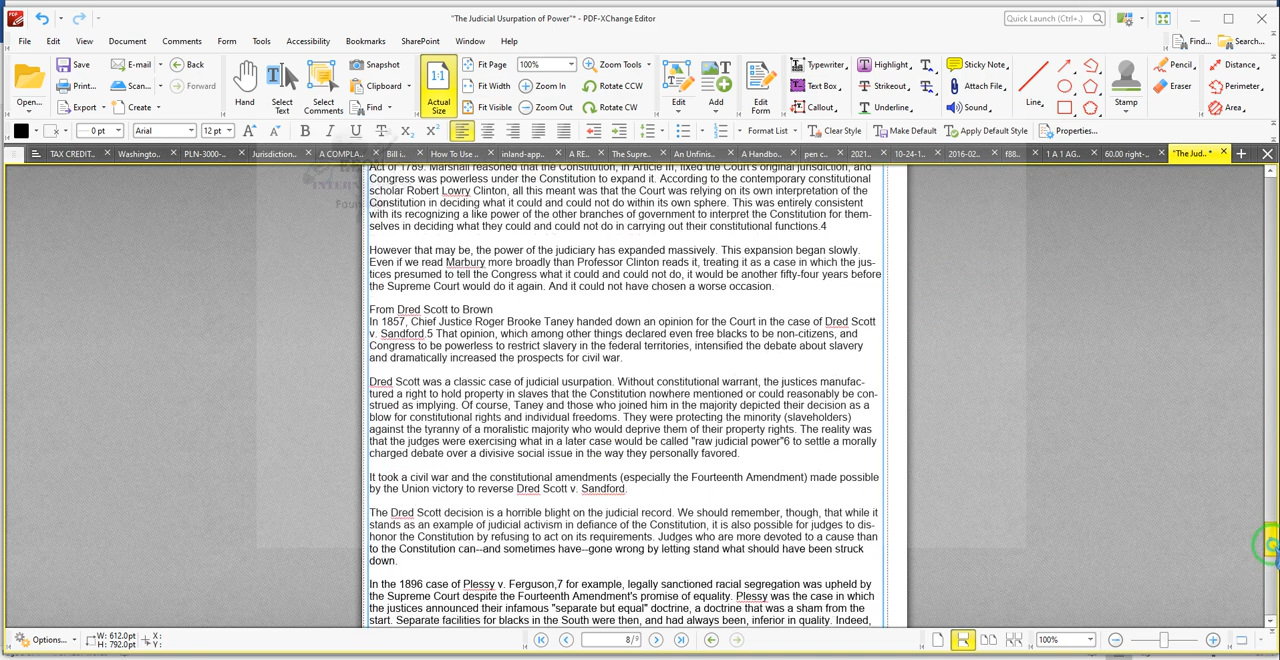 "The Judicial Usurpation of Power"* - PDF-XChange Editor
Quick Launch (Ctrl+.)
File Edit View Document Comments Form Tools Accessibility Bookmarks SharePoint Window Help
Find... Search...
Open... Save Print... Export E-mail Scan... Create Back Forward
Hand Select Text Select Comments Snapshot Clipboard Find
Actual Size Fit Page Fit Width Fit Visible 100% Zoom In Zoom Out Zoom Tools Rotate CCW Rotate CW
Edit Add Edit Form Typewriter Text Box Callout Highlight Strikeout Underline
Sticky Note Attach File Sound Line Stamp Pencil Eraser Distance Perimeter Area
0 pt Arial 12 pt Format List Clear Style Make Default Apply Default Style Properties...
TAX CREDIT.. Washingto.. PLN-3000-.. Jurisdiction.. A COMPLA.. Bill i.. How To Use .. inland-app.. A RE.. The Supre.. An Unfinis.. A Handbo.. pen c.. 2021.. 10-24-1.. 2016-02.. f88.. 1 A 1 AG.. 60.00 right-.. "The Jud.. *
Act of 1789. Marshall reasoned that the Constitution, in Article III, fixed the Court's original jurisdiction, and
Congress was powerless under the Constitution to expand it. According to the contemporary constitutional
scholar Robert Lowry Clinton, all this meant was that the Court was relying on its own interpretation of the
Constitution in deciding what it could and could not do within its own sphere. This was entirely consistent
with its recognizing a like power of the other branches of government to interpret the Constitution for them-
selves in deciding what they could and could not do in carrying out their constitutional functions.4
However that may be, the power of the judiciary has expanded massively. This expansion began slowly.
Even if we read Marbury more broadly than Professor Clinton reads it, treating it as a case in which the jus-
tices presumed to tell the Congress what it could and could not do, it would be another fifty-four years before
the Supreme Court would do it again. And it could not have chosen a worse occasion.
From Dred Scott to Brown
In 1857, Chief Justice Roger Brooke Taney handed down an opinion for the Court in the case of Dred Scott
v. Sandford.5 That opinion, which among other things declared even free blacks to be non-citizens, and
Congress to be powerless to restrict slavery in the federal territories, intensified the debate about slavery
and dramatically increased the prospects for civil war.
Dred Scott was a classic case of judicial usurpation. Without constitutional warrant, the justices manufac-
tured a right to hold property in slaves that the Constitution nowhere mentioned or could reasonably be con-
strued as implying. Of course, Taney and those who joined him in the majority depicted their decision as a
blow for constitutional rights and individual freedoms. They were protecting the minority (slaveholders)
against the tyranny of a moralistic majority who would deprive them of their property rights. The reality was
that the judges were exercising what in a later case would be called "raw judicial power"6 to settle a morally
charged debate over a divisive social issue in the way they personally favored.
It took a civil war and the constitutional amendments (especially the Fourteenth Amendment) made possible
by the Union victory to reverse Dred Scott v. Sandford.
The Dred Scott decision is a horrible blight on the judicial record. We should remember, though, that while it
stands as an example of judicial activism in defiance of the Constitution, it is also possible for judges to dis-
honor the Constitution by refusing to act on its requirements. Judges who are more devoted to a cause than
to the Constitution can--and sometimes have--gone wrong by letting stand what should have been struck
down.
In the 1896 case of Plessy v. Ferguson,7 for example, legally sanctioned racial segregation was upheld by
the Supreme Court despite the Fourteenth Amendment's promise of equality. Plessy was the case in which
the justices announced their infamous "separate but equal" doctrine, a doctrine that was a sham from the
start. Separate facilities for blacks in the South were then, and had always been, inferior in quality. Indeed,
Options... W: 612.0pt H: 792.0pt X: Y: 8/9 100%